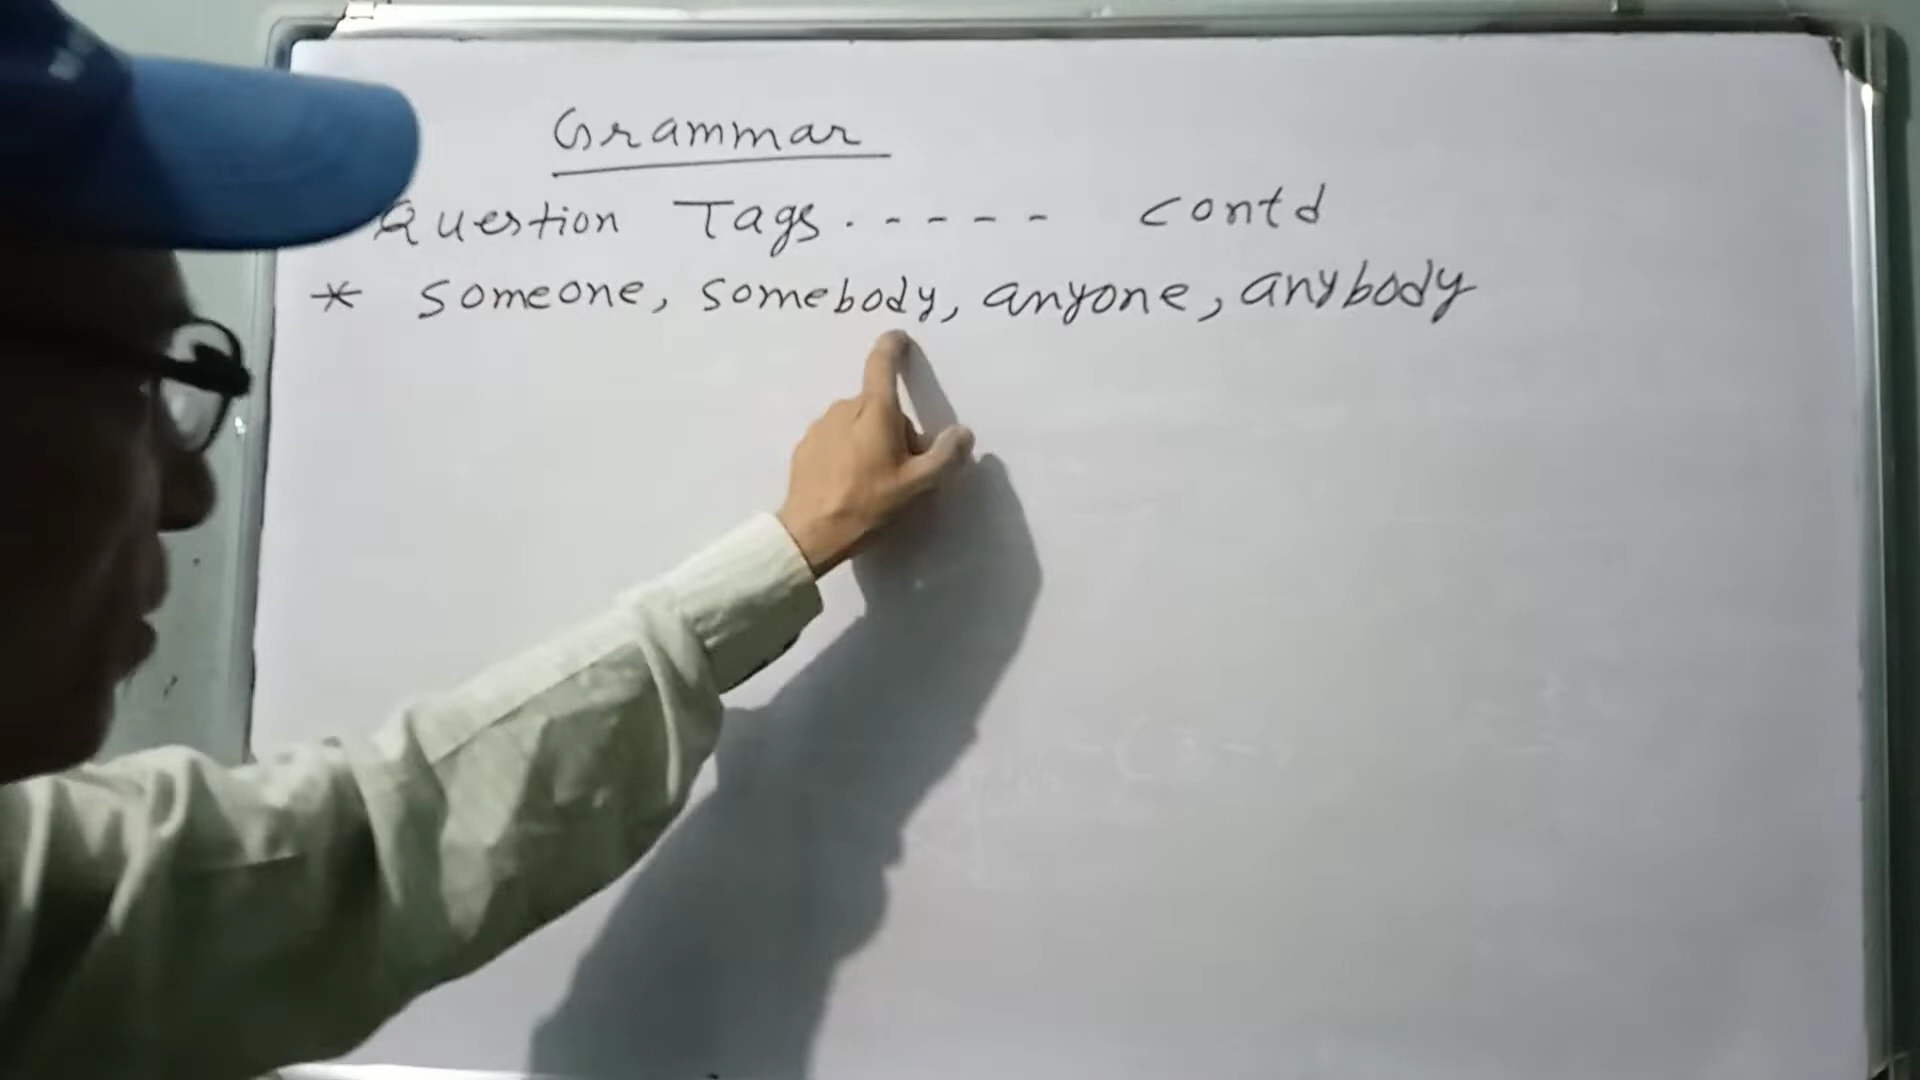 Grammar
Question Tags. - - - - - contd
* someone, somebody, anyone, anybody